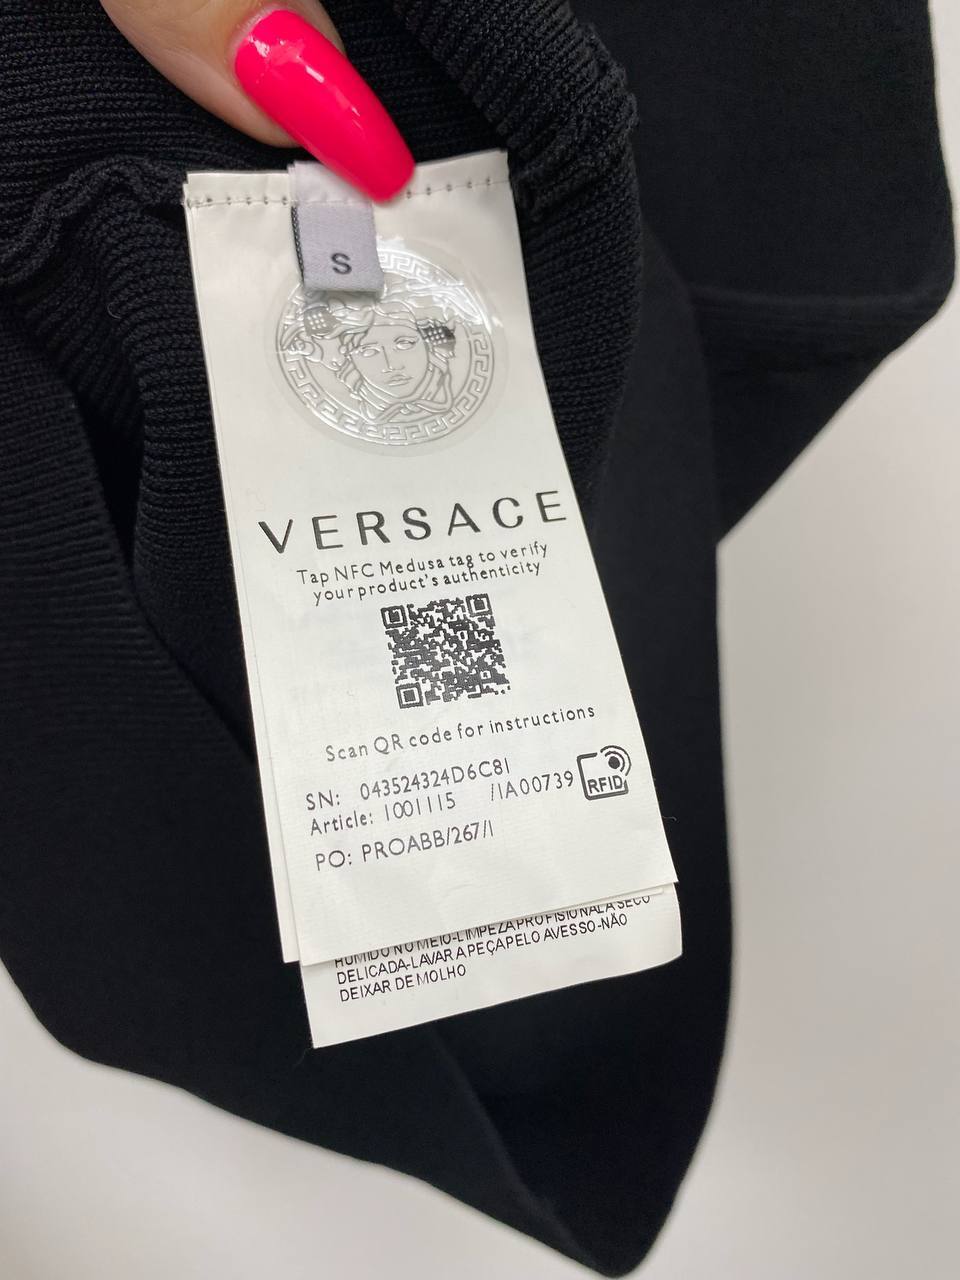 S
VERSACE
Tap NFC Medusa tag to verify
your product's authenticity
Scan QR code for instructions
SN: 043524324D6C81
Article: 1001115 /1A00739
RFID
PO: PROABB/267/1
HUMIDO NO MEIO-LIMPEZA PROFISIONAL A SECO
DELICADA-LAVAR A PEÇA PELO AVESSO-NÃO
DEIXAR DE MOLHO